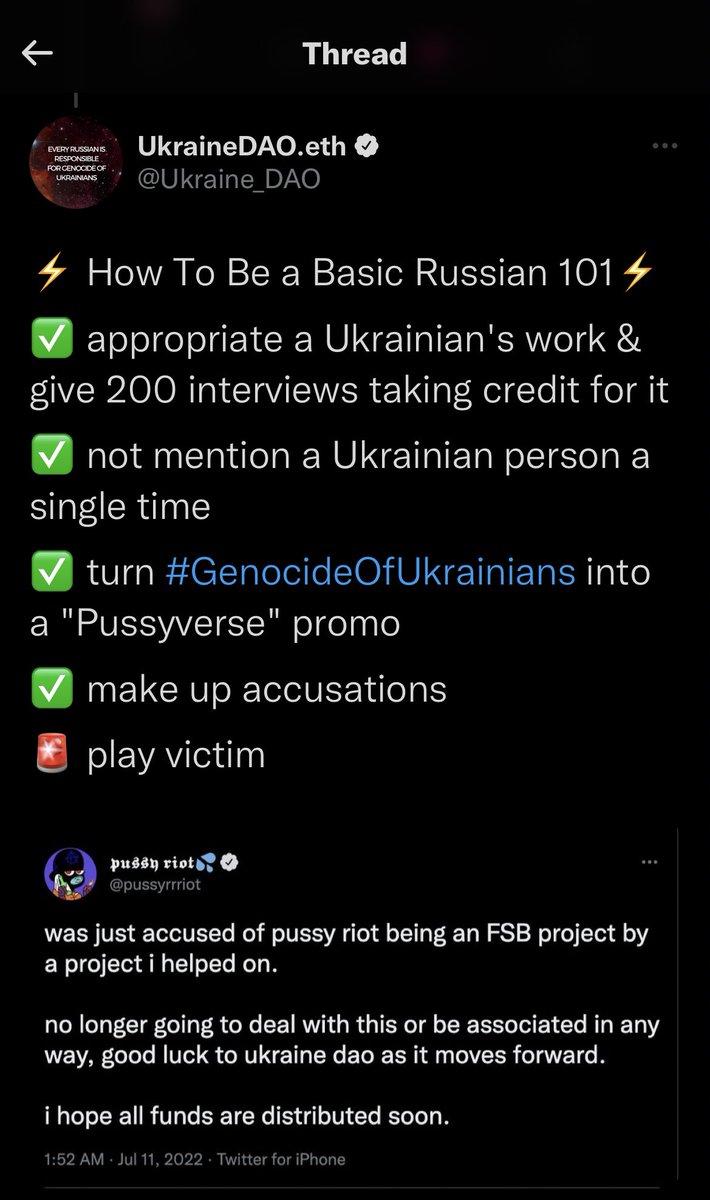 Thread
EVERY RUSSIAN IS
RESPONSIBLE
FOR GENOCIDE OF
UKRAINIANS
UkraineDAO.eth
@Ukraine_DAO
⚡ How To Be a Basic Russian 101⚡
✅ appropriate a Ukrainian's work &
give 200 interviews taking credit for it
✅ not mention a Ukrainian person a
single time
✅ turn #GenocideOfUkrainians into
a "Pussyverse" promo
✅ make up accusations
🚨 play victim
𝖕𝖚𝖘𝖘𝖞 𝖗𝖎𝖔𝖙💦
@pussyrrriot
was just accused of pussy riot being an FSB project by
a project i helped on.
no longer going to deal with this or be associated in any
way, good luck to ukraine dao as it moves forward.
i hope all funds are distributed soon.
1:52 AM · Jul 11, 2022 · Twitter for iPhone